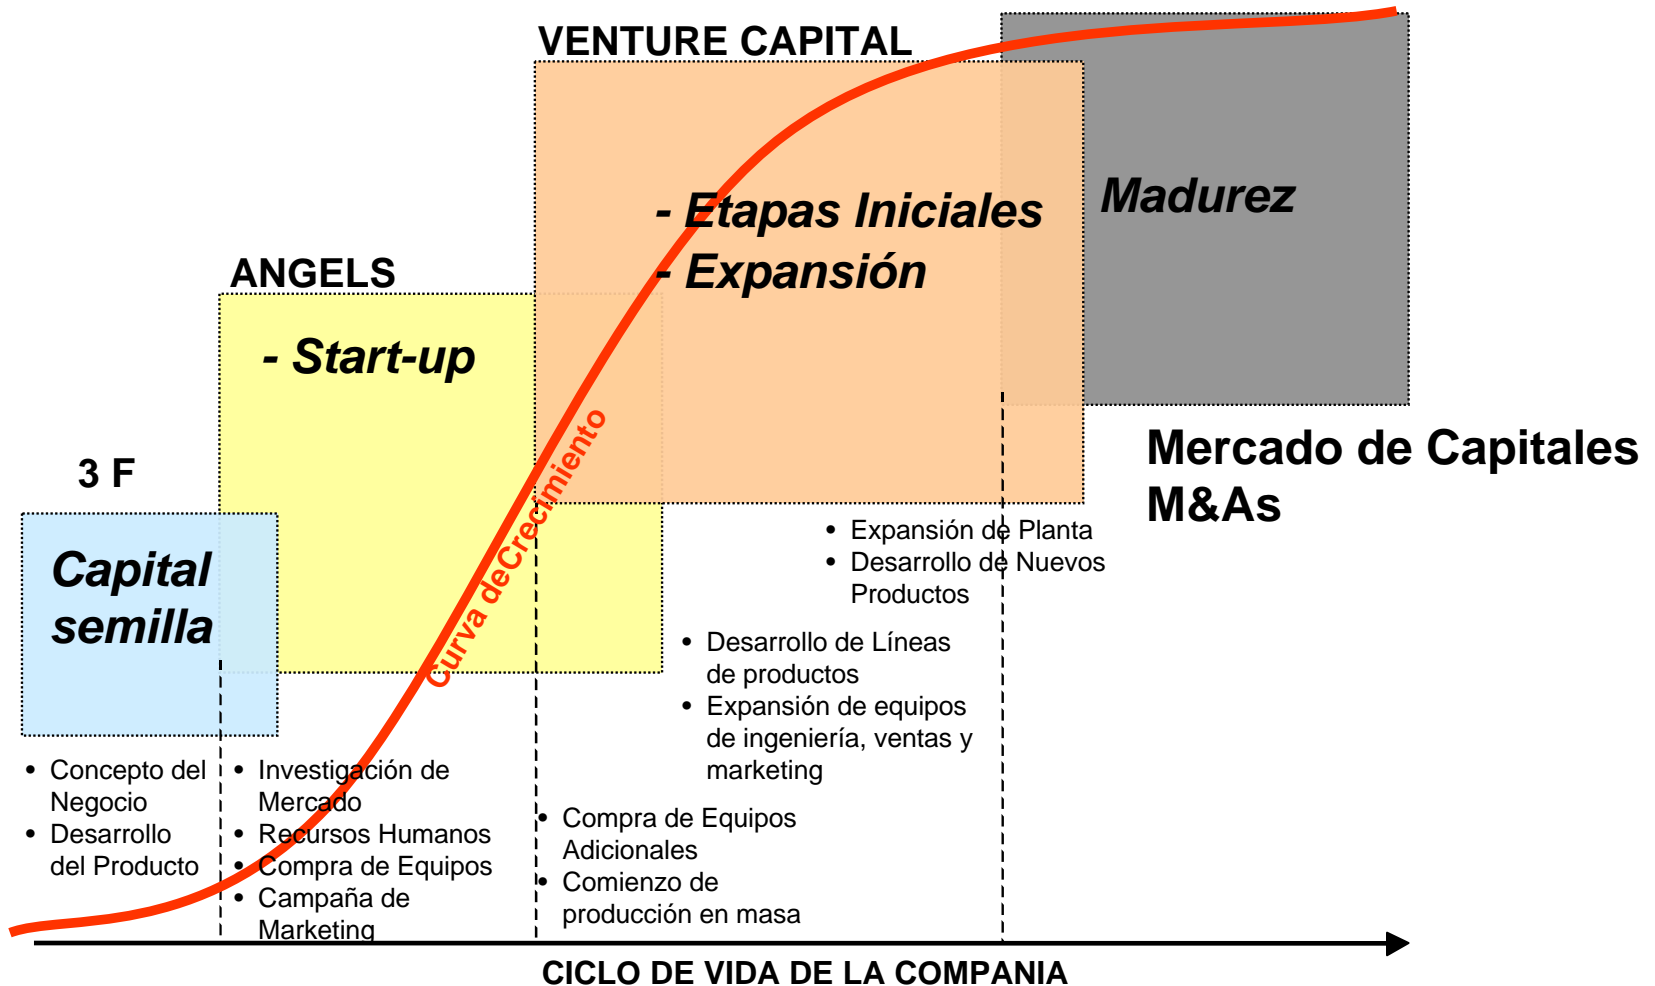 VENTURE CAPITAL
- Etapas Iniciales
- Expansión
Madurez
ANGELS
- Start-up
3 F
Capital
semilla
Curva deCrecimiento
Mercado de Capitales
M&As
• Expansión de Planta
• Desarrollo de Nuevos
Productos
• Desarrollo de Líneas
de productos
• Expansión de equipos
de ingeniería, ventas y
marketing
• Concepto del
Negocio
• Desarrollo
del Producto
• Investigación de
Mercado
• Recursos Humanos
• Compra de Equipos
• Campaña de
Marketing
• Compra de Equipos
Adicionales
• Comienzo de
producción en masa
CICLO DE VIDA DE LA COMPANIA